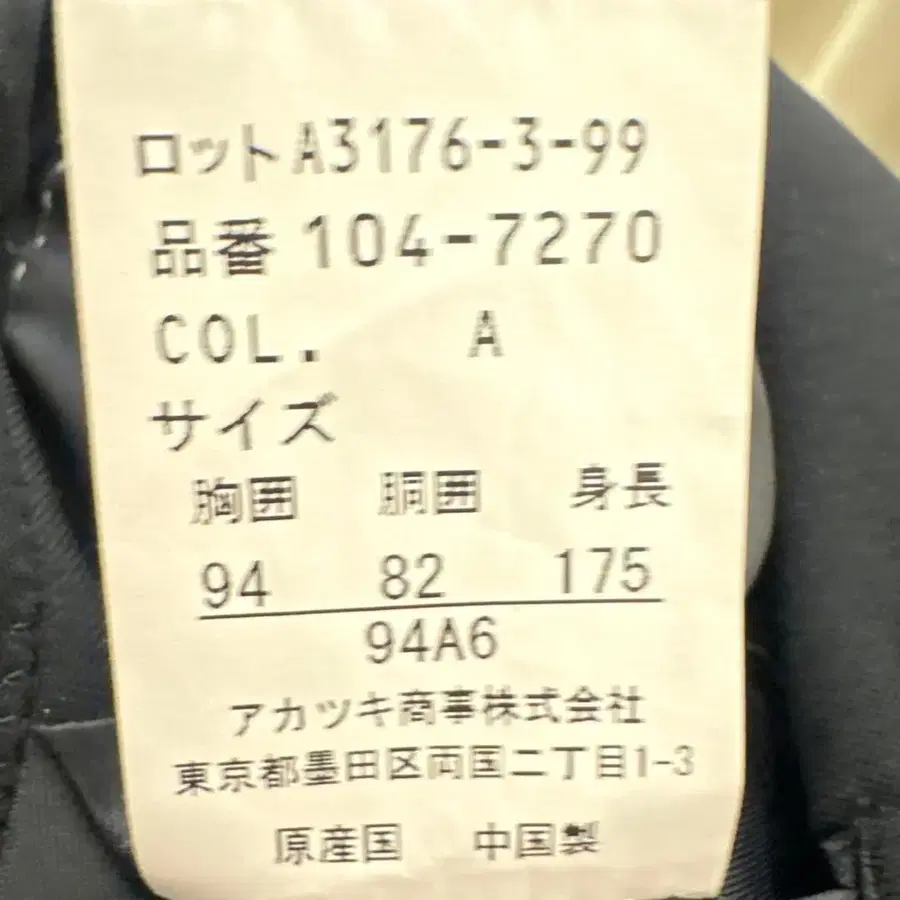 ロットA3176-3-99
品番 104-7270
COL. A
サイズ
胸囲 胴囲 身長
94 82 175
94A6
アカツキ商事株式会社
東京都墨田区両国二丁目1-3
原産国 中国製